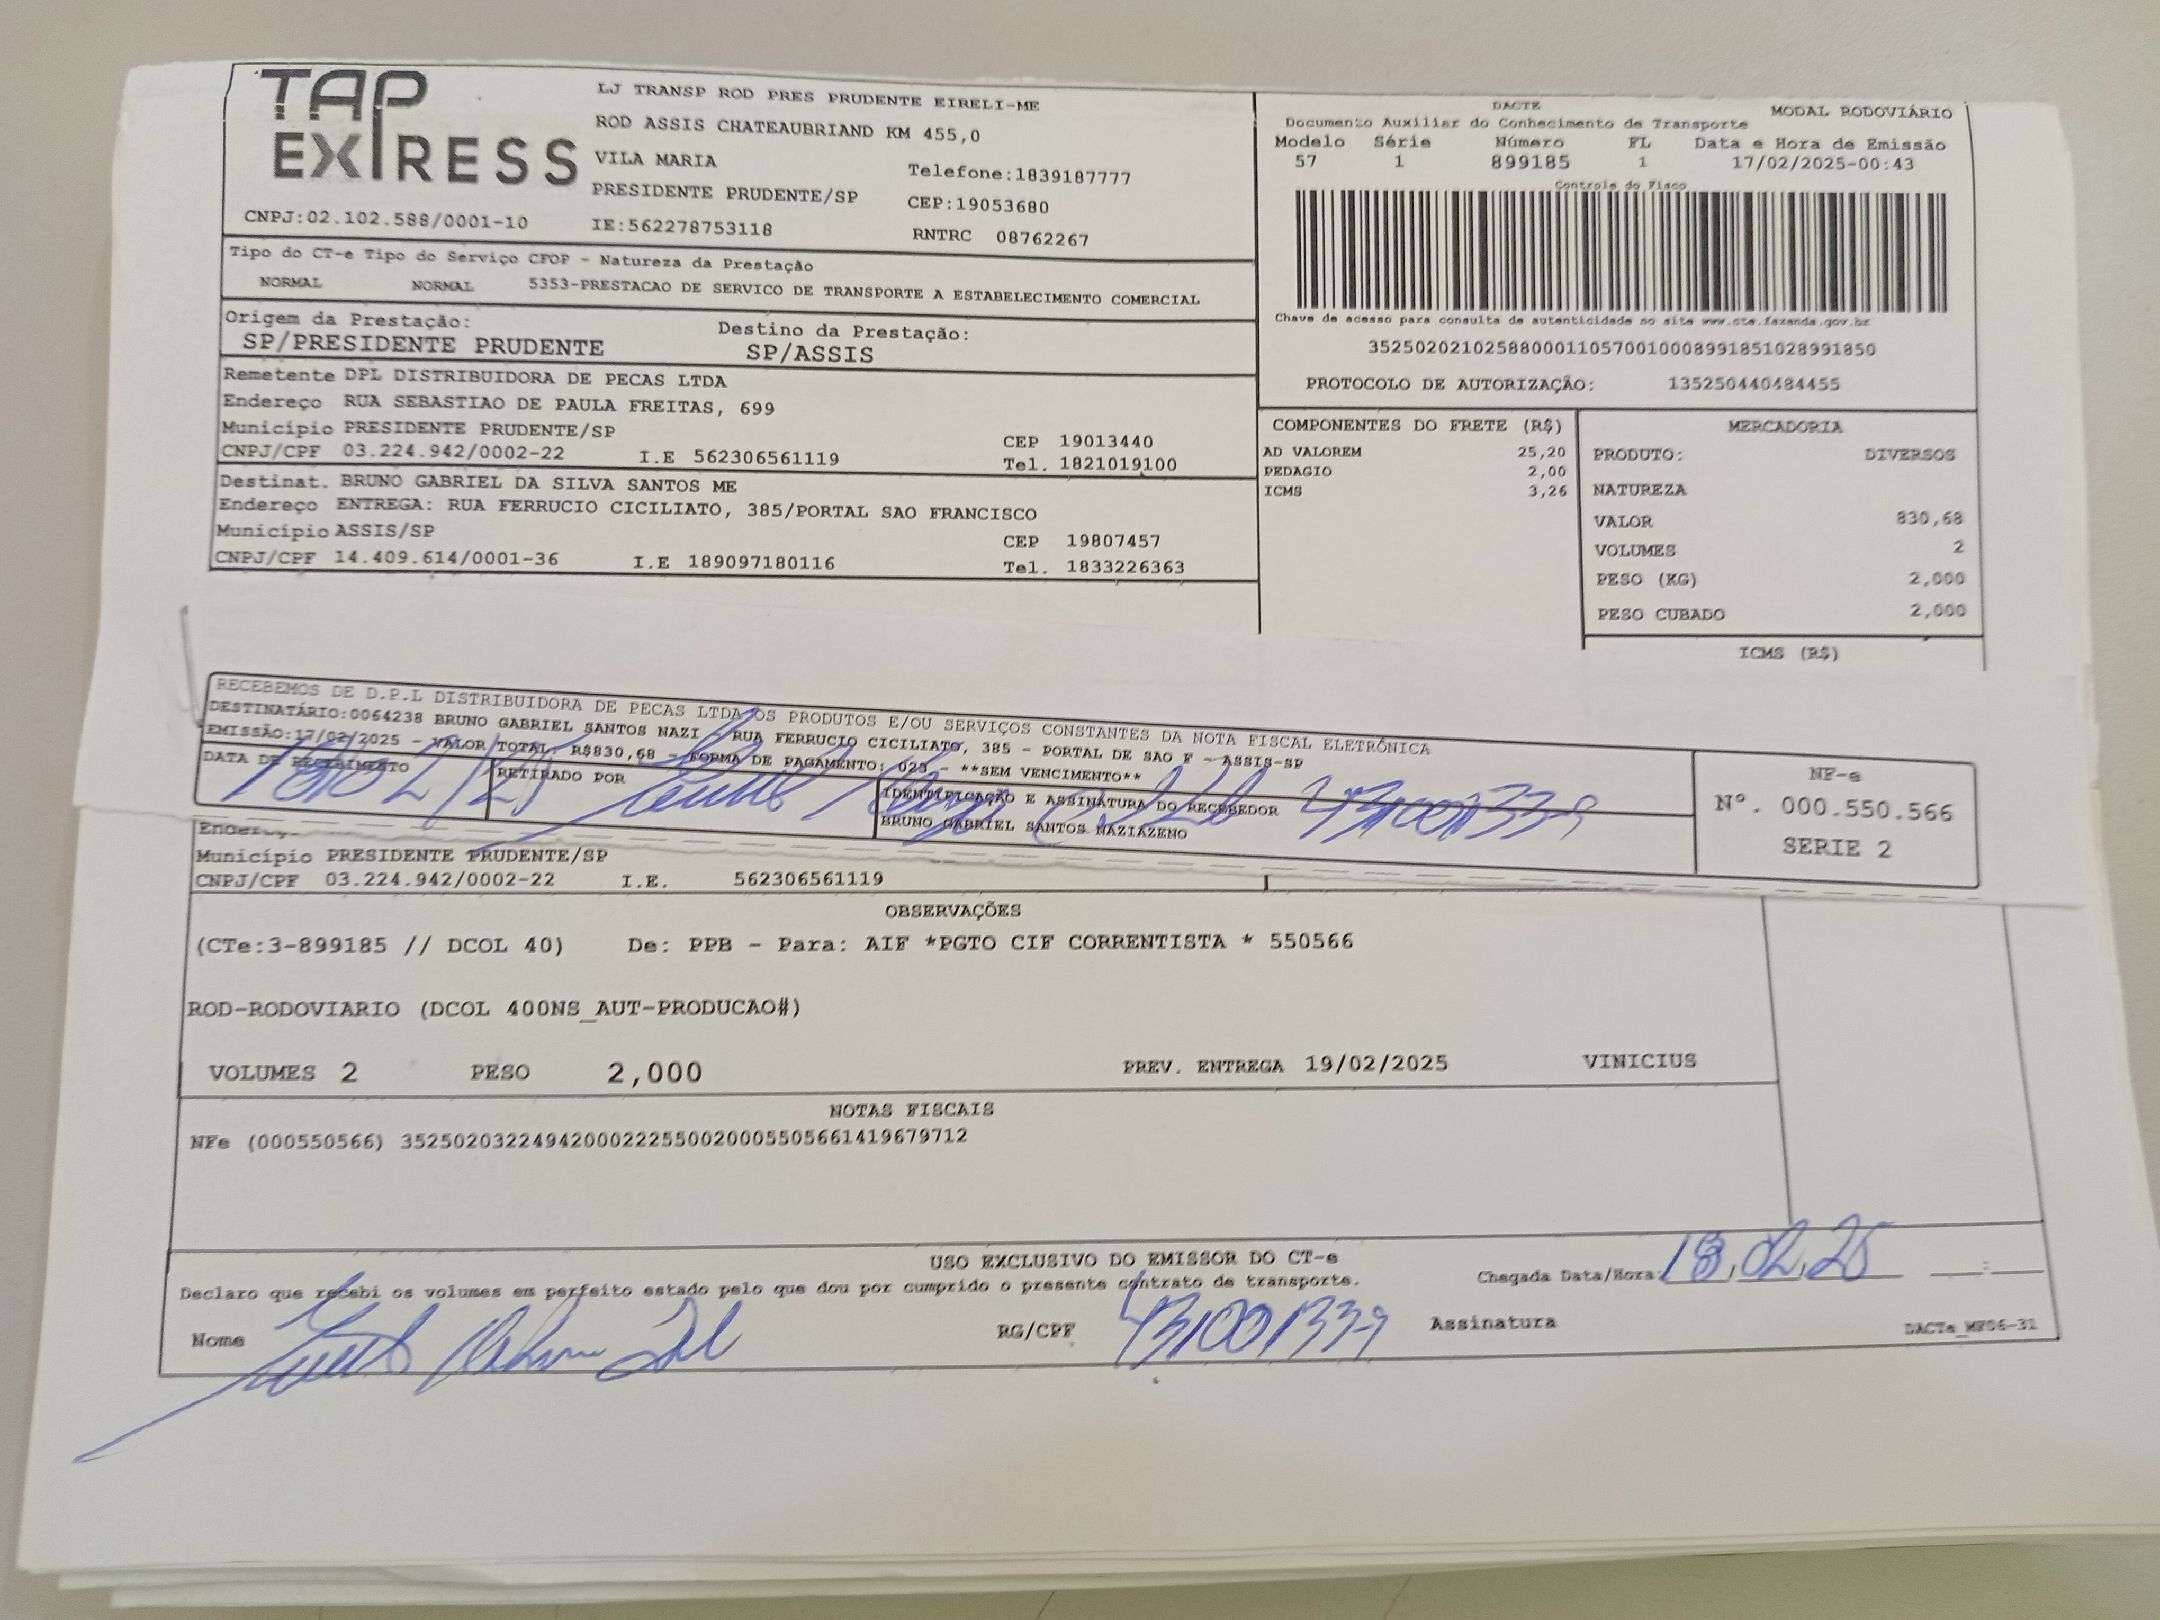 TAP EXPRESS
LJ TRANSP ROD PRES PRUDENTE EIRELI-ME
ROD ASSIS CHATEAUBRIAND KM 455,0
VILA MARIA
Telefone:1839187777
PRESIDENTE PRUDENTE/SP
CEP:19053680
CNPJ:02.102.588/0001-10
IE:562278753118
RNTRC 08762267
DACTE
MODAL RODOVIÁRIO
Documento Auxiliar do Conhecimento de Transporte
Modelo Série Número FL Data e Hora de Emissão
57 1 899185 1 17/02/2025-00:43
Controle do Fisco
Chave de acesso para consulta de autenticidade no site www.cte.fazenda.gov.br
35250202102588000110570010008991851028991850
PROTOCOLO DE AUTORIZAÇÃO: 135250440484455
Tipo do CT-e Tipo do Serviço CFOP - Natureza da Prestação
NORMAL NORMAL 5353-PRESTACAO DE SERVICO DE TRANSPORTE A ESTABELECIMENTO COMERCIAL
Origem da Prestação: Destino da Prestação:
SP/PRESIDENTE PRUDENTE SP/ASSIS
Remetente DPL DISTRIBUIDORA DE PECAS LTDA
Endereço RUA SEBASTIAO DE PAULA FREITAS, 699
Município PRESIDENTE PRUDENTE/SP CEP 19013440
CNPJ/CPF 03.224.942/0002-22 I.E 562306561119 Tel. 1821019100
Destinat. BRUNO GABRIEL DA SILVA SANTOS ME
Endereço ENTREGA: RUA FERRUCIO CICILIATO, 385/PORTAL SAO FRANCISCO
Município ASSIS/SP CEP 19807457
CNPJ/CPF 14.409.614/0001-36 I.E 189097180116 Tel. 1833226363
COMPONENTES DO FRETE (R$)
AD VALOREM 25,20
PEDAGIO 2,00
ICMS 3,26
MERCADORIA
PRODUTO: DIVERSOS
NATUREZA
VALOR 830,68
VOLUMES 2
PESO (KG) 2,000
PESO CUBADO 2,000
ICMS (R$)
RECEBEMOS DE D.P.L DISTRIBUIDORA DE PECAS LTDA OS PRODUTOS E/OU SERVIÇOS CONSTANTES DA NOTA FISCAL ELETRÔNICA
DESTINATÁRIO:0064238 BRUNO GABRIEL SANTOS NAZI - RUA FERRUCIO CICILIATO, 385 - PORTAL DE SAO F - ASSIS-SP
EMISSÃO:17/02/2025 - VALOR TOTAL: R$830,68 - FORMA DE PAGAMENTO: 023 - **SEM VENCIMENTO**
DATA DE RECEBIMENTO RETIRADO POR IDENTIFICAÇÃO E ASSINATURA DO RECEBEDOR
431001339
BRUNO GABRIEL SANTOS NAZIAZENO
NF-e
Nº. 000.550.566
SERIE 2
Município PRESIDENTE PRUDENTE/SP
CNPJ/CPF 03.224.942/0002-22 I.E. 562306561119
OBSERVAÇÕES
(CTe:3-899185 // DCOL 40) De: PPB - Para: AIF *PGTO CIF CORRENTISTA * 550566
ROD-RODOVIARIO (DCOL 400NS_AUT-PRODUCAO#)
VOLUMES 2 PESO 2,000 PREV. ENTREGA 19/02/2025 VINICIUS
NOTAS FISCAIS
NFe (000550566) 35250203224942000222550020005505661419679712
USO EXCLUSIVO DO EMISSOR DO CT-e
Declaro que recebi os volumes em perfeito estado pelo que dou por cumprido o presente contrato de transporte.
Chegada Data/Hora 18,02,25
Nome RG/CPF 431001339 Assinatura
DACTe_MF06-31